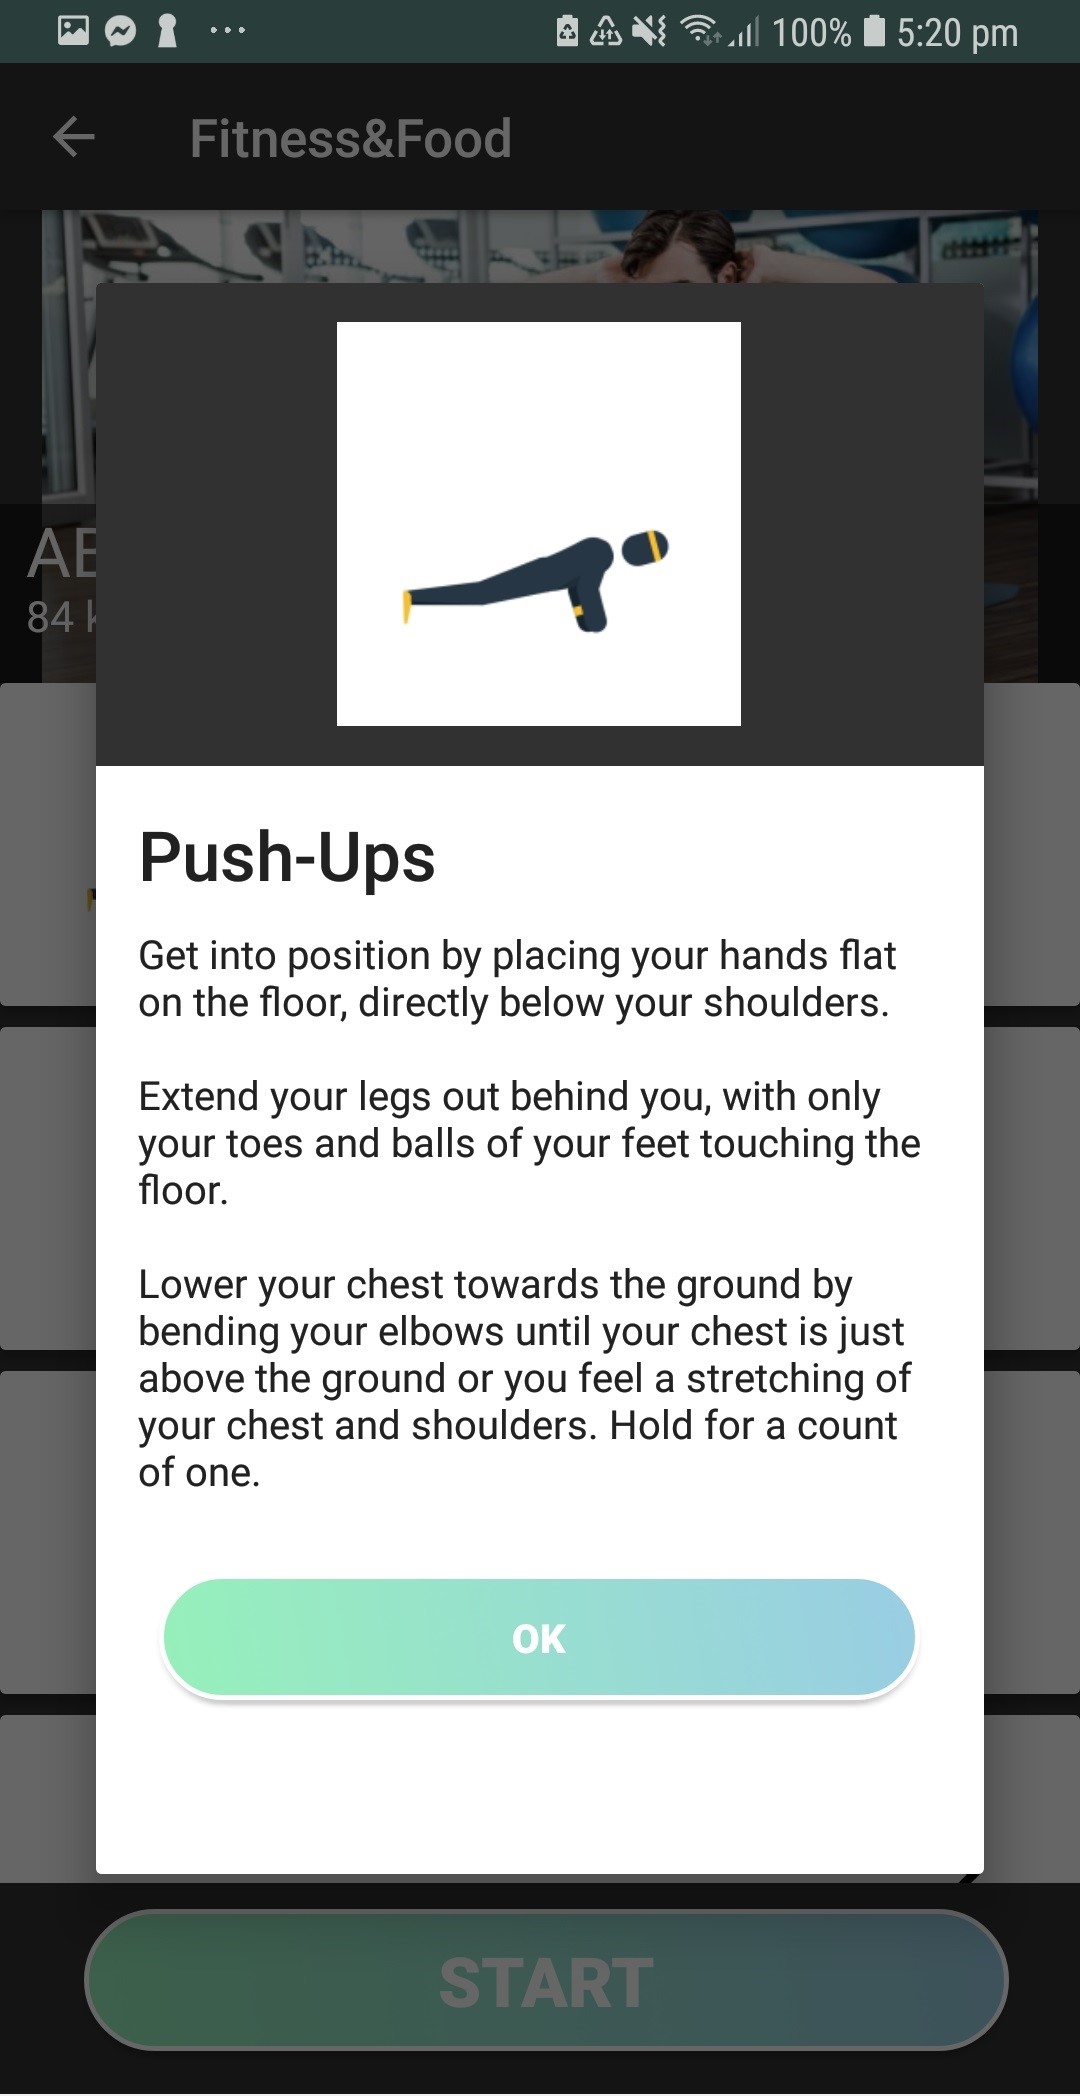 100% 5:20 pm
Fitness&Food
84
Push-Ups
Get into position by placing your hands flat
on the floor, directly below your shoulders.
Extend your legs out behind you, with only
your toes and balls of your feet touching the
floor.
Lower your chest towards the ground by
bending your elbows until your chest is just
above the ground or you feel a stretching of
your chest and shoulders. Hold for a count
of one.
OK
START